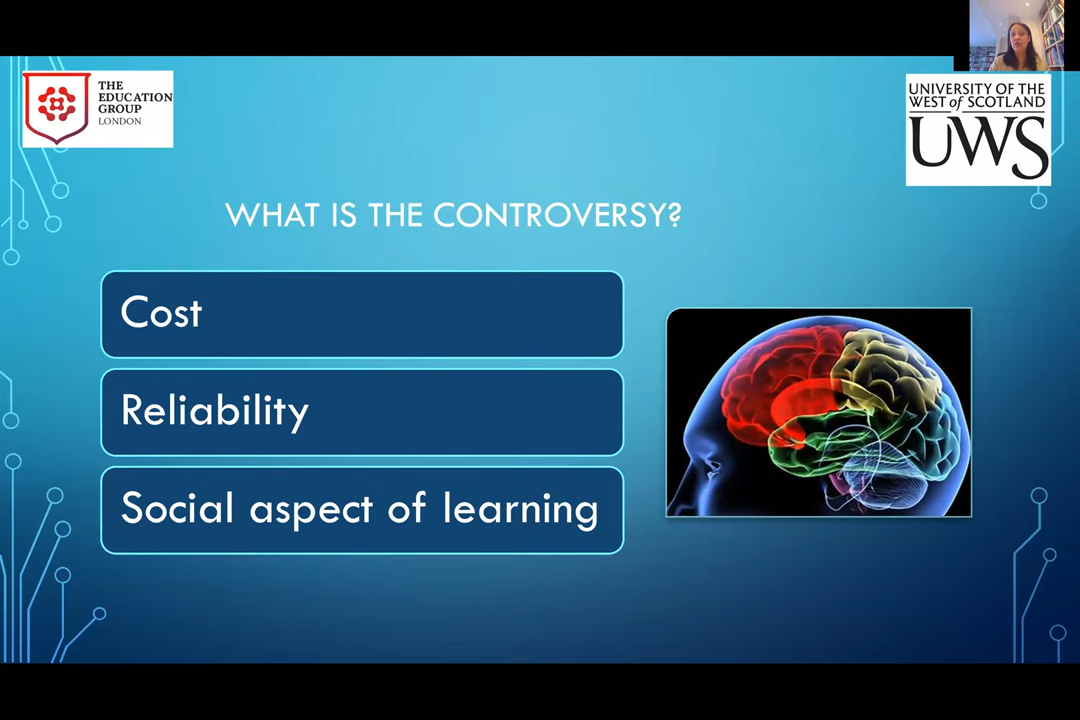 THE
EDUCATION
GROUP
LONDON
UNIVERSITY OF THE
WEST of SCOTLAND
UWS
WHAT IS THE CONTROVERSY?
Cost
Reliability
Social aspect of learning